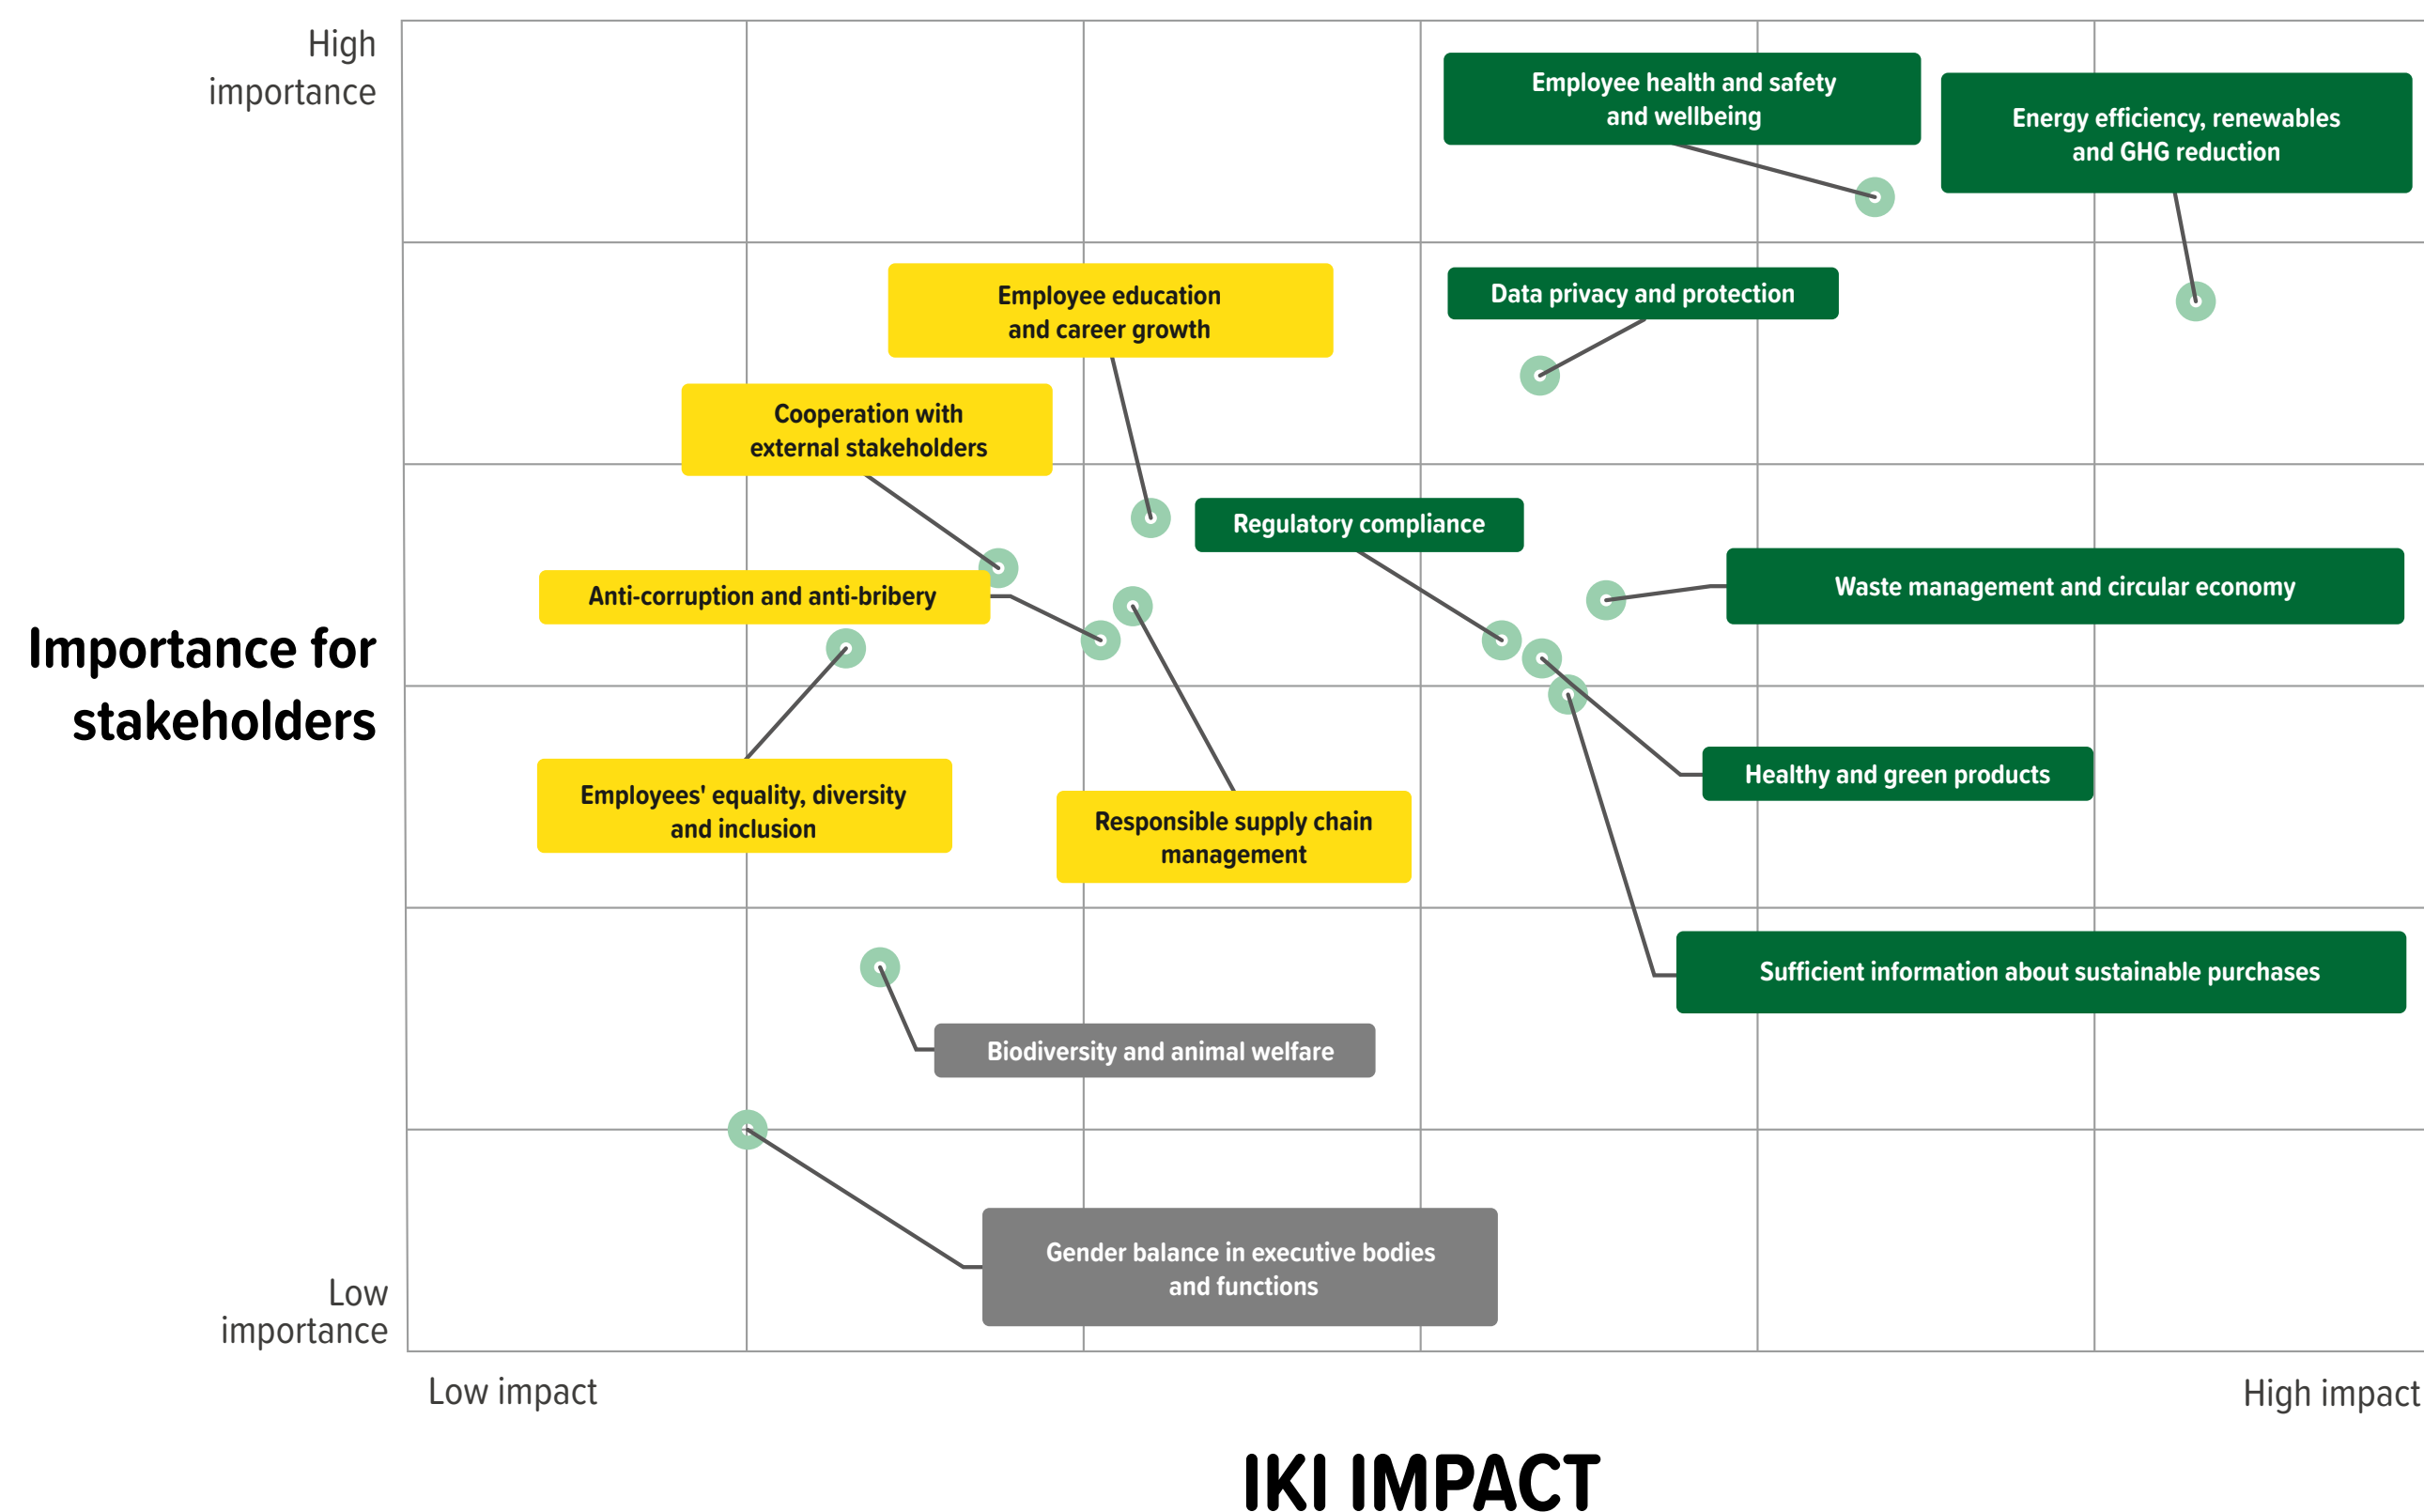 High
importance
Employee health and safety
and wellbeing
Energy efficiency, renewables
and GHG reduction
Employee education
and career growth
Data privacy and protection
Cooperation with
external stakeholders
Regulatory compliance
Anti-corruption and anti-bribery
Waste management and circular economy
Importance for
stakeholders
Healthy and green products
Employees' equality, diversity
and inclusion
Responsible supply chain
management
Sufficient information about sustainable purchases
Biodiversity and animal welfare
Gender balance in executive bodies
and functions
Low
importance
Low impact
High impact
IKI IMPACT